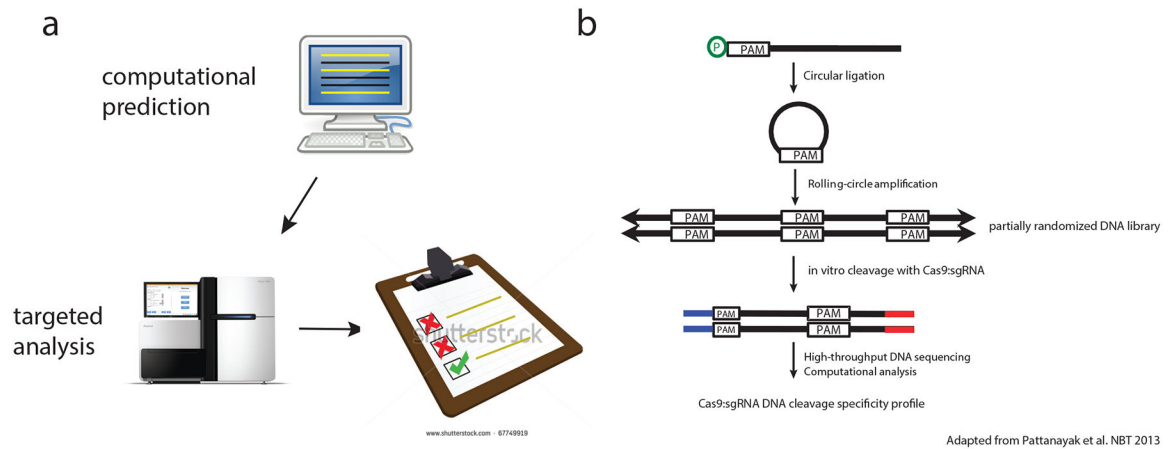 a
computational
prediction
targeted
analysis
shutterstock
www.shutterstock.com · 67749919
b
P
PAM
Circular ligation
PAM
Rolling-circle amplification
PAM PAM PAM
PAM PAM PAM
partially randomized DNA library
in vitro cleavage with Cas9:sgRNA
PAM PAM
PAM PAM
High-throughput DNA sequencing
Computational analysis
Cas9:sgRNA DNA cleavage specificity profile
Adapted from Pattanayak et al. NBT 2013